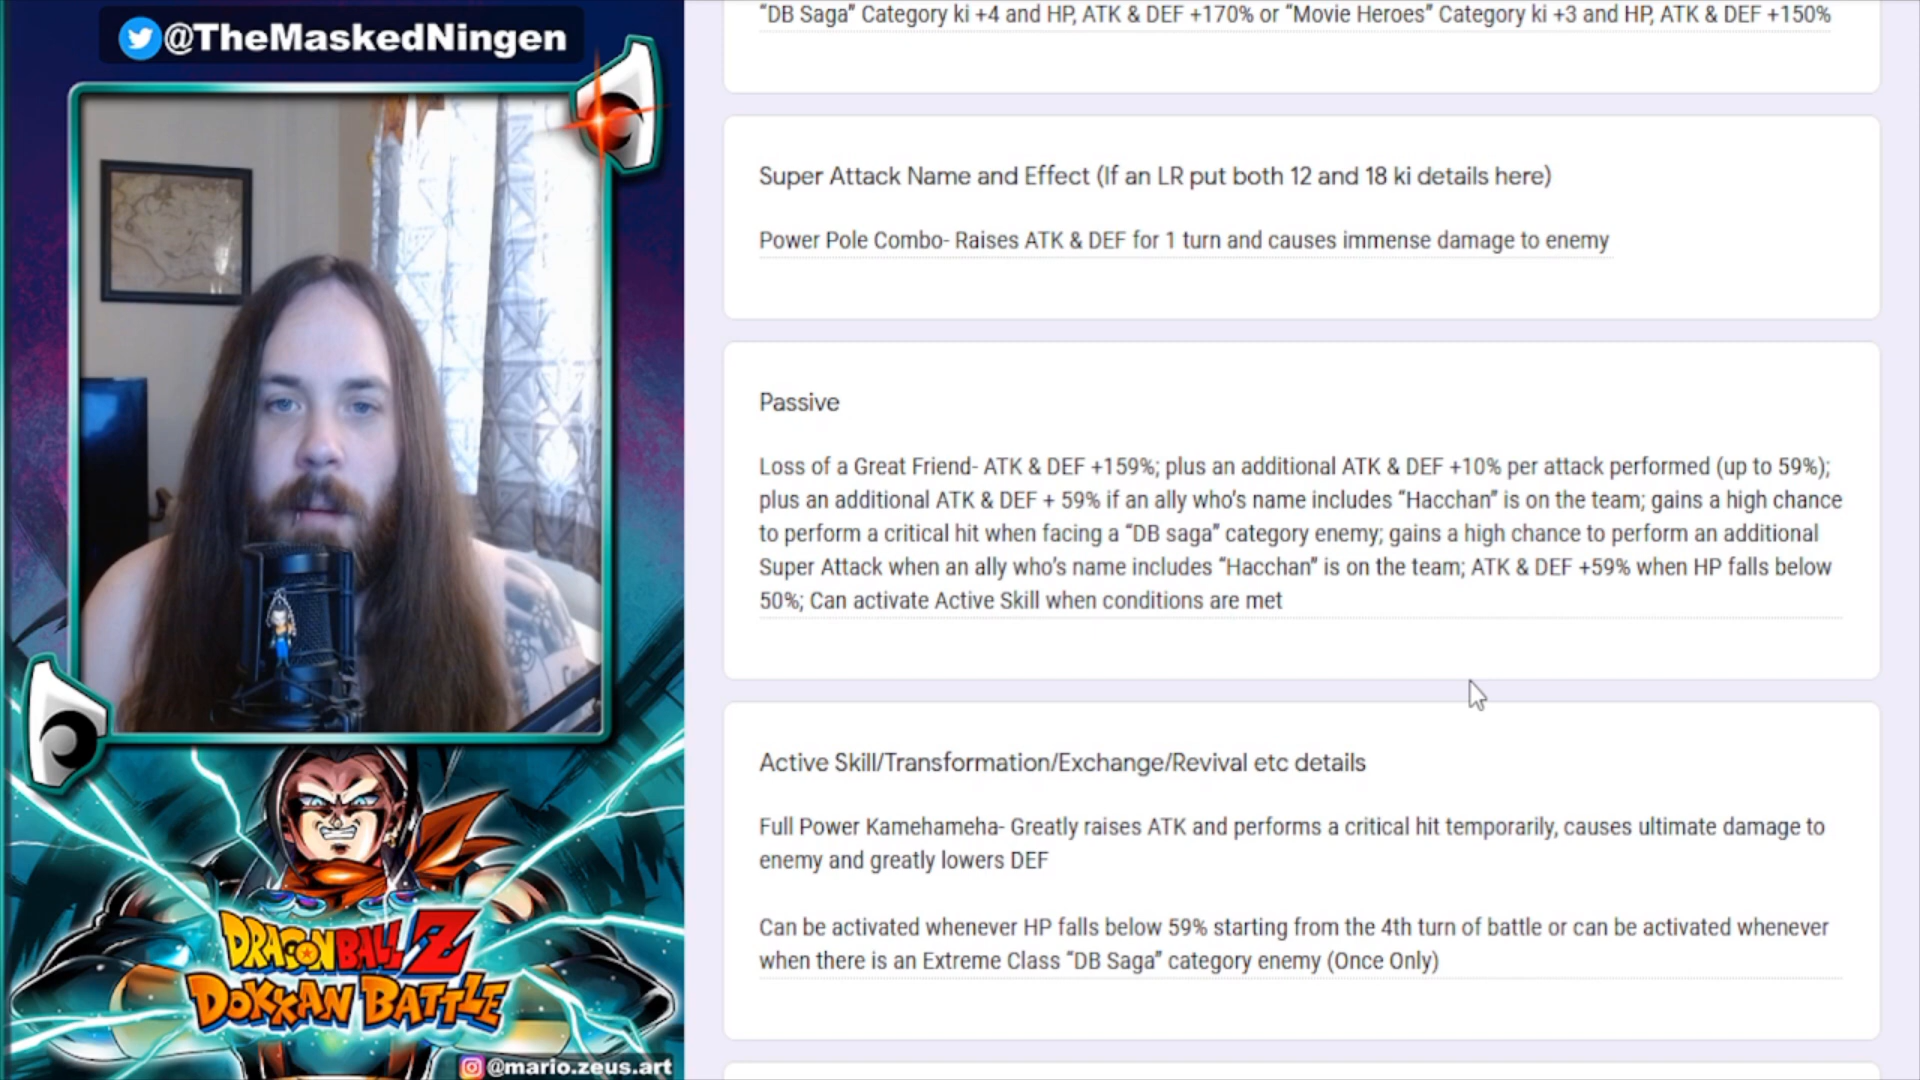 @TheMaskedNingen
“DB Saga” Category ki +4 and HP, ATK & DEF +170% or “Movie Heroes” Category ki +3 and HP, ATK & DEF +150%
Super Attack Name and Effect (If an LR put both 12 and 18 ki details here)
Power Pole Combo- Raises ATK & DEF for 1 turn and causes immense damage to enemy
Passive
Loss of a Great Friend- ATK & DEF +159%; plus an additional ATK & DEF +10% per attack performed (up to 59%);
plus an additional ATK & DEF + 59% if an ally who’s name includes “Hacchan” is on the team; gains a high chance
to perform a critical hit when facing a “DB saga” category enemy; gains a high chance to perform an additional
Super Attack when an ally who’s name includes “Hacchan” is on the team; ATK & DEF +59% when HP falls below
50%; Can activate Active Skill when conditions are met
Active Skill/Transformation/Exchange/Revival etc details
Full Power Kamehameha- Greatly raises ATK and performs a critical hit temporarily, causes ultimate damage to
enemy and greatly lowers DEF
Can be activated whenever HP falls below 59% starting from the 4th turn of battle or can be activated whenever
when there is an Extreme Class “DB Saga” category enemy (Once Only)
DRAGON BALL Z
DOKKAN BATTLE
@mario.zeus.art